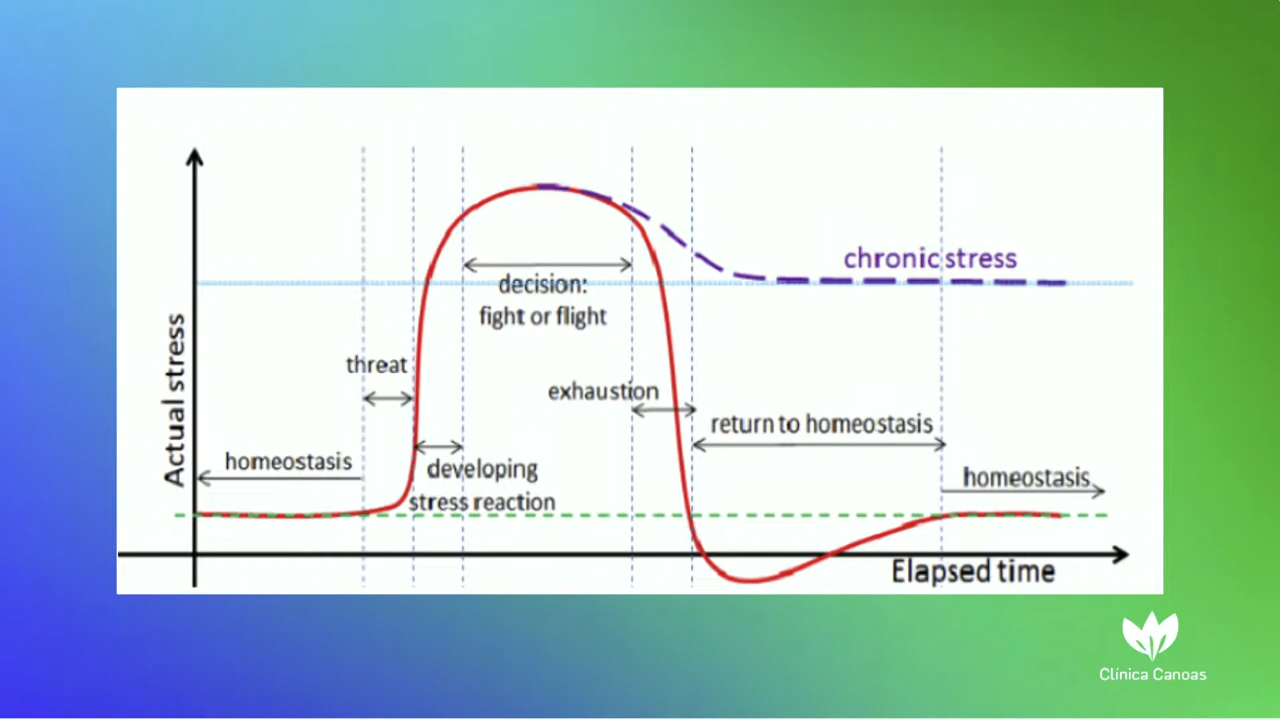 chronic stress
decision:
fight or flight
threat
exhaustion
return to homeostasis
homeostasis
developing
stress reaction
homeostasis
Actual stress
Elapsed time
Clínica Canoas